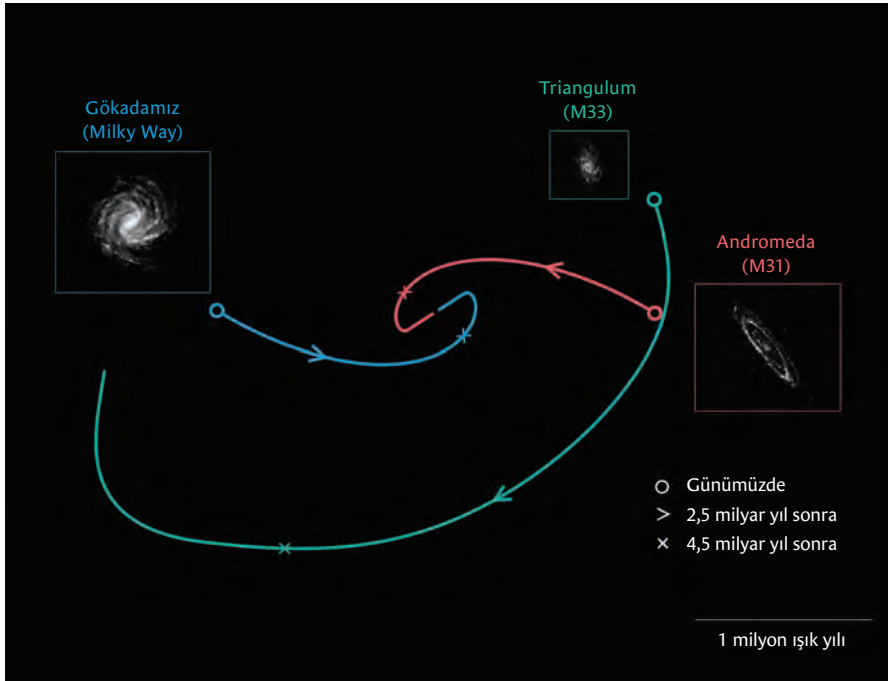 Triangulum
(M33)
Gökadamız
(Milky Way)
Andromeda
(M31)
Günümüzde
2,5 milyar yıl sonra
4,5 milyar yıl sonra
1 milyon ışık yılı